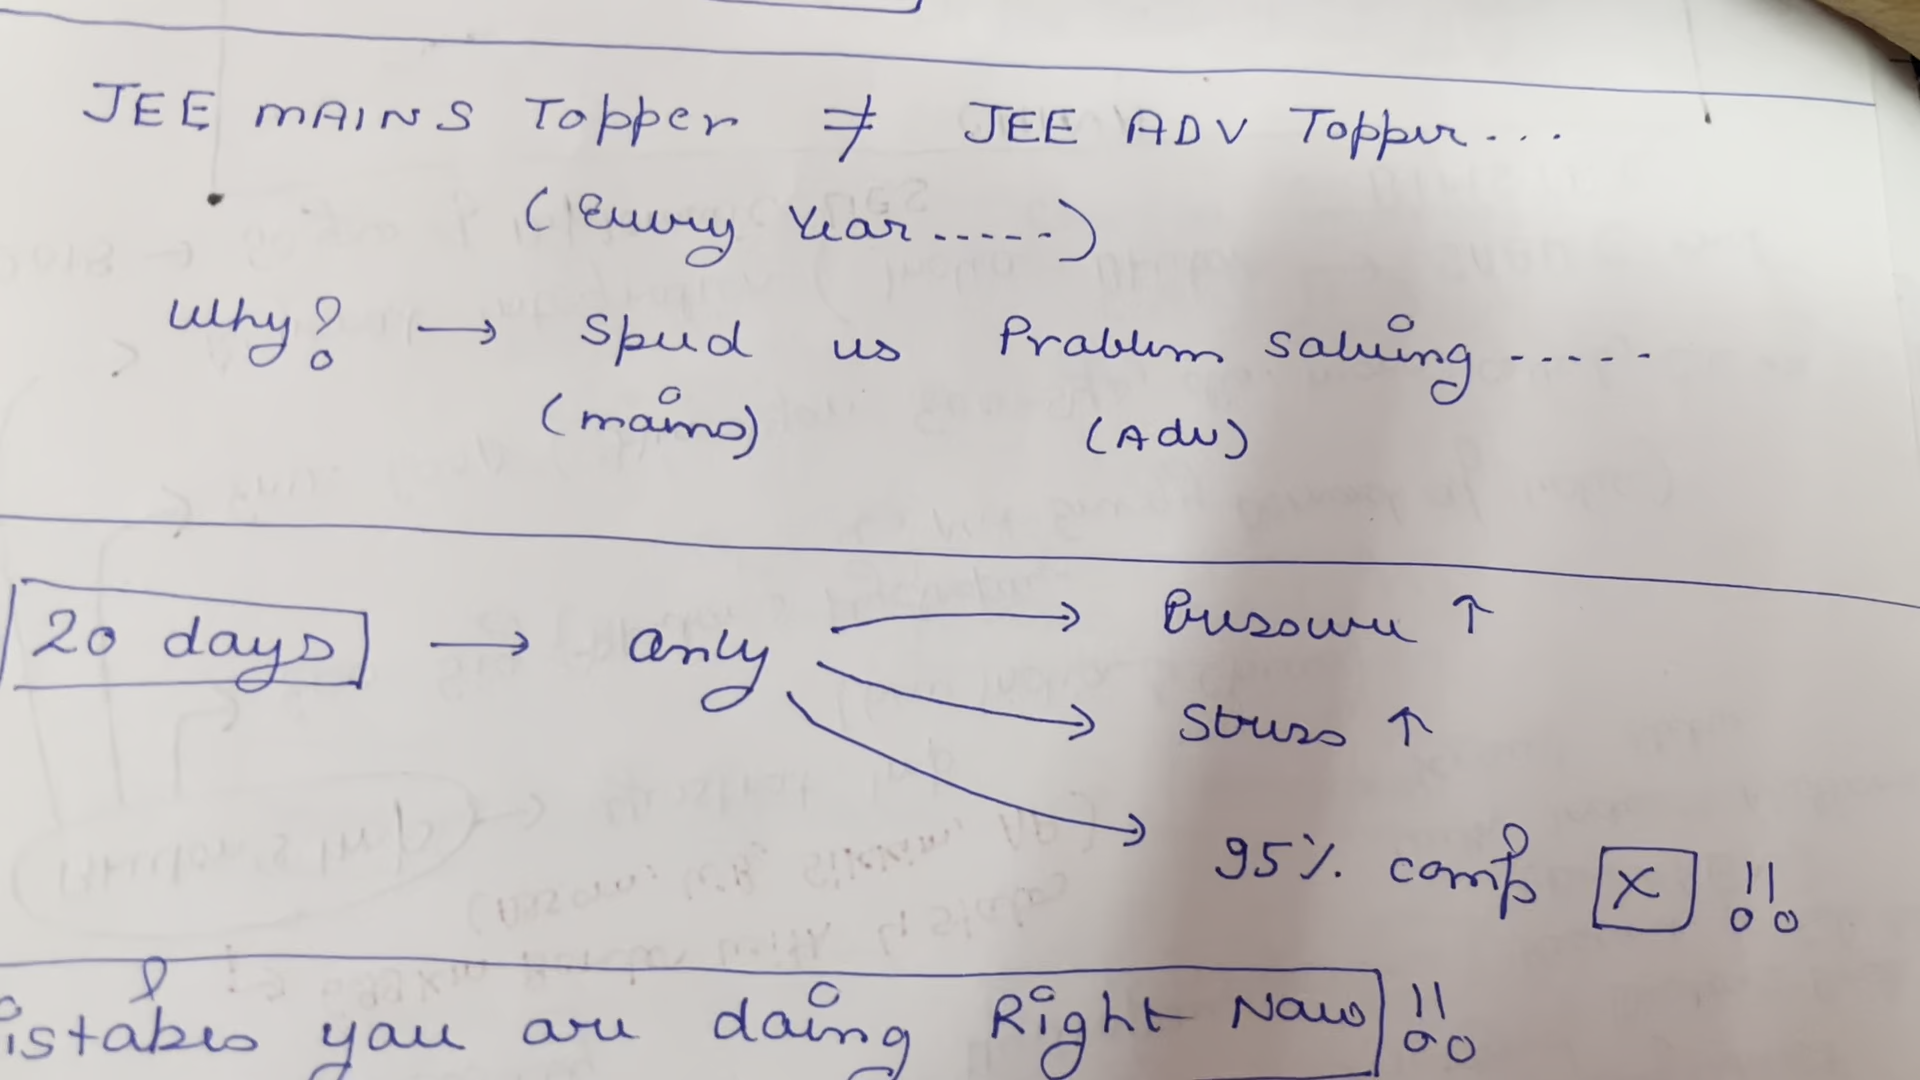 JEE MAINS Topper ≠ JEE ADV Topper...
(Every Year.....)
Why? → Speed vs Problem solving.....
(mains) (Adv)
20 days → only → Pressure ↑
→ Stress ↑
→ 95% comp X !!
istakes you are doing Right Now !!